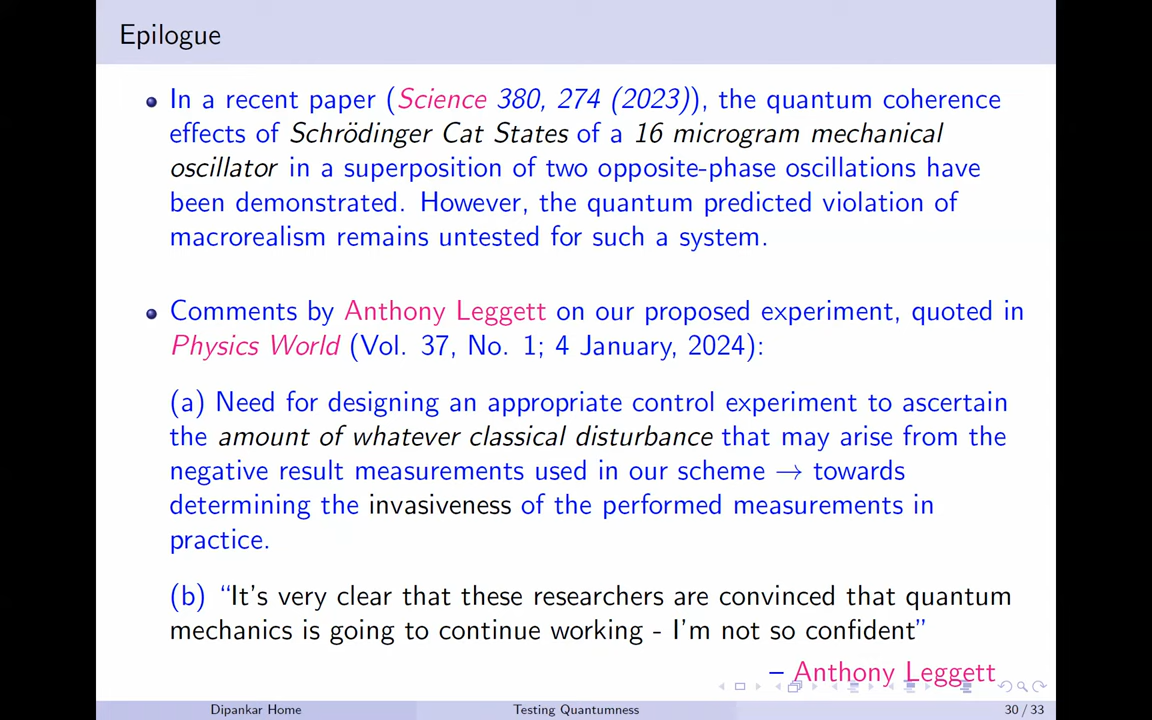 Epilogue
In a recent paper (Science 380, 274 (2023)), the quantum coherence
effects of Schrödinger Cat States of a 16 microgram mechanical
oscillator in a superposition of two opposite-phase oscillations have
been demonstrated. However, the quantum predicted violation of
macrorealism remains untested for such a system.
Comments by Anthony Leggett on our proposed experiment, quoted in
Physics World (Vol. 37, No. 1; 4 January, 2024):
(a) Need for designing an appropriate control experiment to ascertain
the amount of whatever classical disturbance that may arise from the
negative result measurements used in our scheme → towards
determining the invasiveness of the performed measurements in
practice.
(b) “It's very clear that these researchers are convinced that quantum
mechanics is going to continue working - I'm not so confident”
– Anthony Leggett
Dipankar Home Testing Quantumness 30 / 33